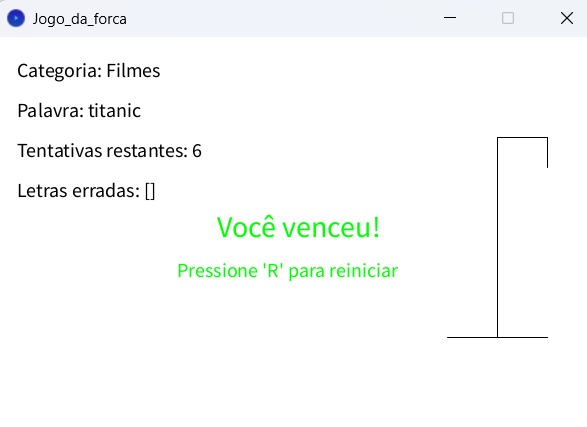 Jogo_da_forca
Categoria: Filmes
Palavra: titanic
Tentativas restantes: 6
Letras erradas: []
Você venceu!
Pressione 'R' para reiniciar